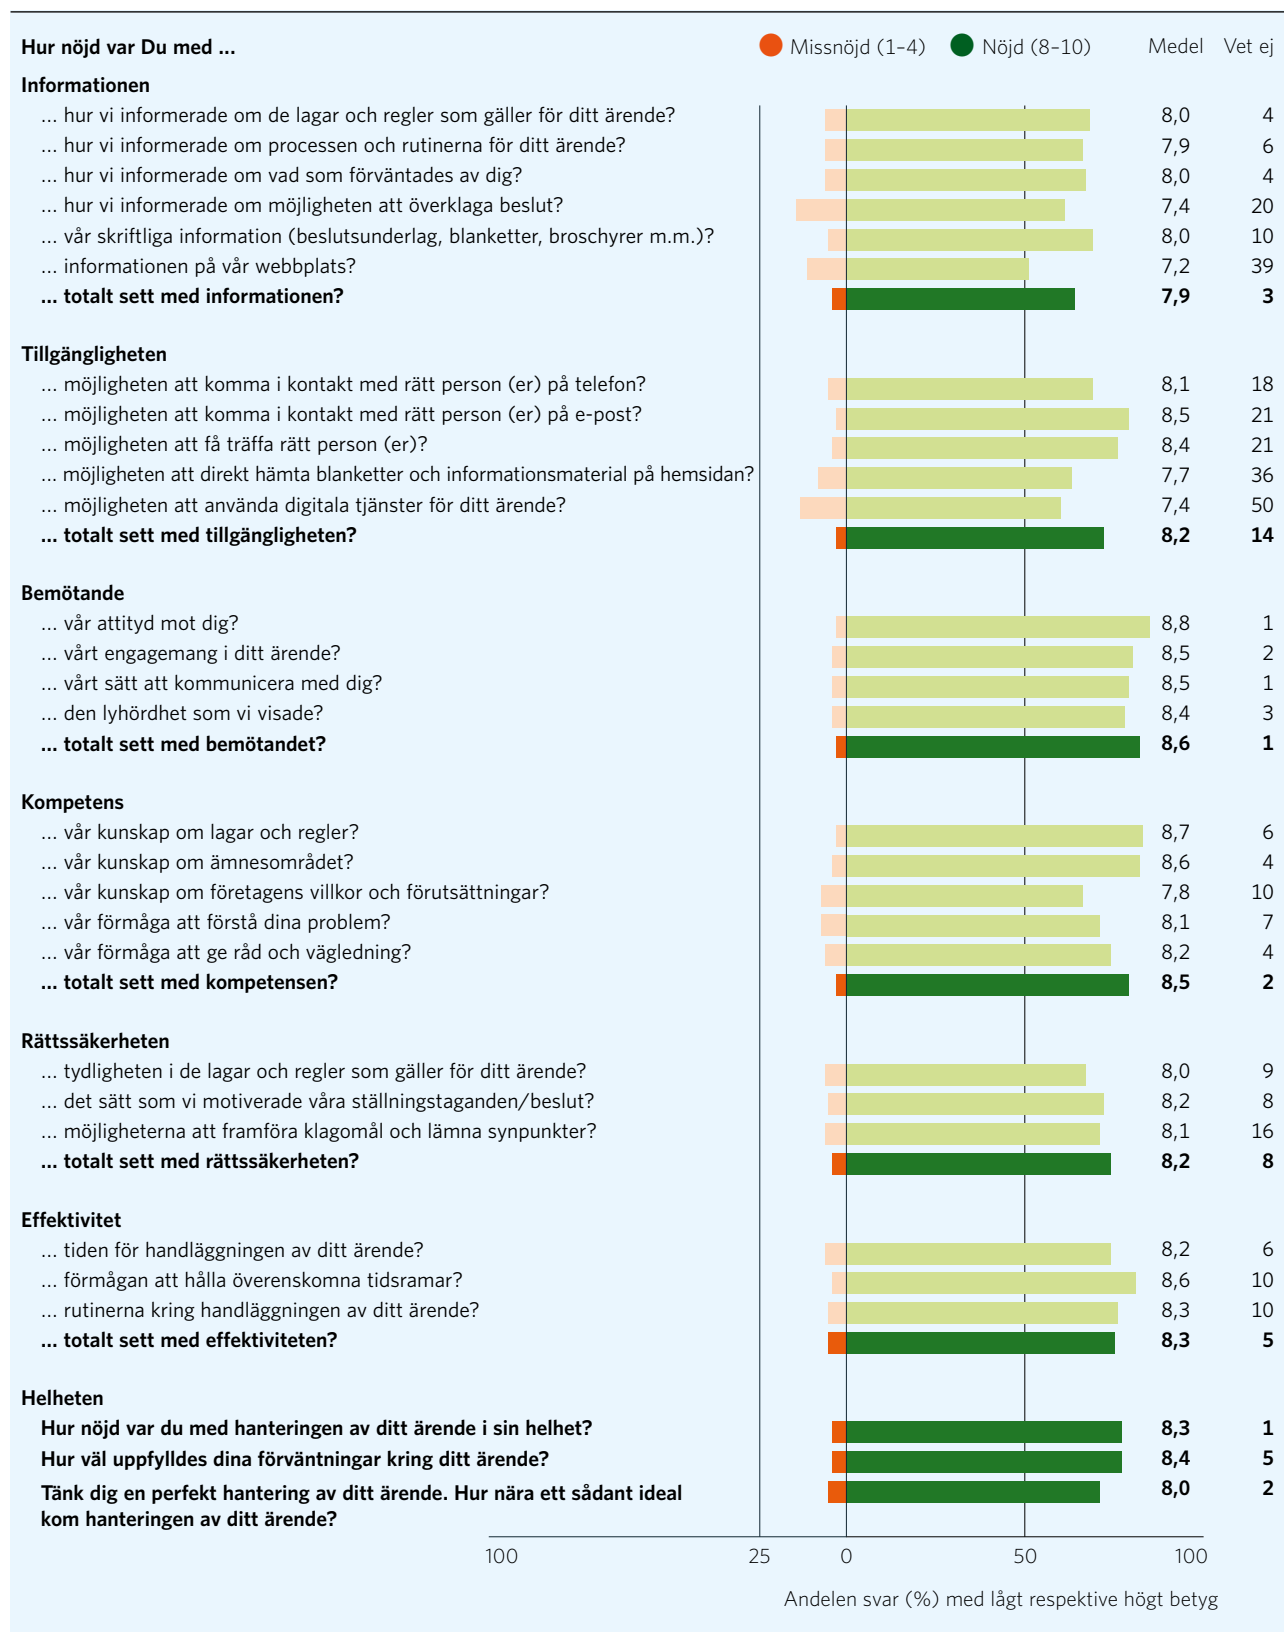 Hur nöjd var Du med ... Missnöjd (1–4) Nöjd (8–10) Medel Vet ej
Informationen
... hur vi informerade om de lagar och regler som gäller för ditt ärende? 8,0 4
... hur vi informerade om processen och rutinerna för ditt ärende? 7,9 6
... hur vi informerade om vad som förväntades av dig? 8,0 4
... hur vi informerade om möjligheten att överklaga beslut? 7,4 20
... vår skriftliga information (beslutsunderlag, blanketter, broschyrer m.m.)? 8,0 10
... informationen på vår webbplats? 7,2 39
... totalt sett med informationen? 7,9 3
Tillgängligheten
... möjligheten att komma i kontakt med rätt person (er) på telefon? 8,1 18
... möjligheten att komma i kontakt med rätt person (er) på e-post? 8,5 21
... möjligheten att få träffa rätt person (er)? 8,4 21
... möjligheten att direkt hämta blanketter och informationsmaterial på hemsidan? 7,7 36
... möjligheten att använda digitala tjänster för ditt ärende? 7,4 50
... totalt sett med tillgängligheten? 8,2 14
Bemötande
... vår attityd mot dig? 8,8 1
... vårt engagemang i ditt ärende? 8,5 2
... vårt sätt att kommunicera med dig? 8,5 1
... den lyhördhet som vi visade? 8,4 3
... totalt sett med bemötandet? 8,6 1
Kompetens
... vår kunskap om lagar och regler? 8,7 6
... vår kunskap om ämnesområdet? 8,6 4
... vår kunskap om företagens villkor och förutsättningar? 7,8 10
... vår förmåga att förstå dina problem? 8,1 7
... vår förmåga att ge råd och vägledning? 8,2 4
... totalt sett med kompetensen? 8,5 2
Rättssäkerheten
... tydligheten i de lagar och regler som gäller för ditt ärende? 8,0 9
... det sätt som vi motiverade våra ställningstaganden/beslut? 8,2 8
... möjligheterna att framföra klagomål och lämna synpunkter? 8,1 16
... totalt sett med rättssäkerheten? 8,2 8
Effektivitet
... tiden för handläggningen av ditt ärende? 8,2 6
... förmågan att hålla överenskomna tidsramar? 8,6 10
... rutinerna kring handläggningen av ditt ärende? 8,3 10
... totalt sett med effektiviteten? 8,3 5
Helheten
Hur nöjd var du med hanteringen av ditt ärende i sin helhet? 8,3 1
Hur väl uppfylldes dina förväntningar kring ditt ärende? 8,4 5
Tänk dig en perfekt hantering av ditt ärende. Hur nära ett sådant ideal 8,0 2
kom hanteringen av ditt ärende?
100 25 0 50 100
Andelen svar (%) med lågt respektive högt betyg